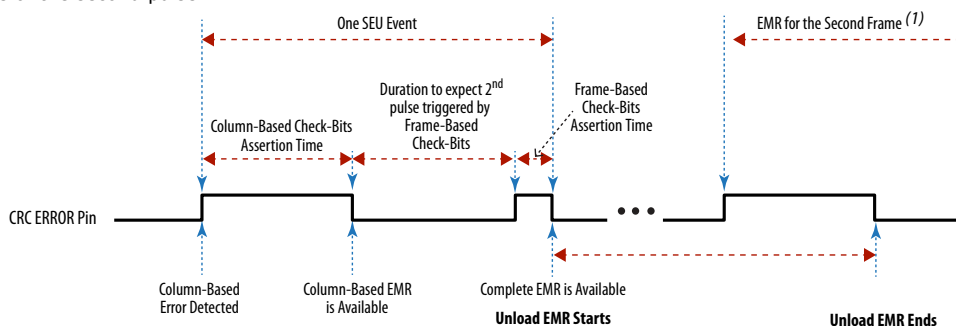 One SEU Event
EMR for the Second Frame (1)
Duration to expect 2nd
pulse triggered by
Frame-Based
Check-Bits
Frame-Based
Check-Bits
Assertion Time
Column-Based Check-Bits
Assertion Time
CRC ERROR Pin
Column-Based
Error Detected
Column-Based EMR
is Available
Complete EMR is Available
Unload EMR Starts
Unload EMR Ends